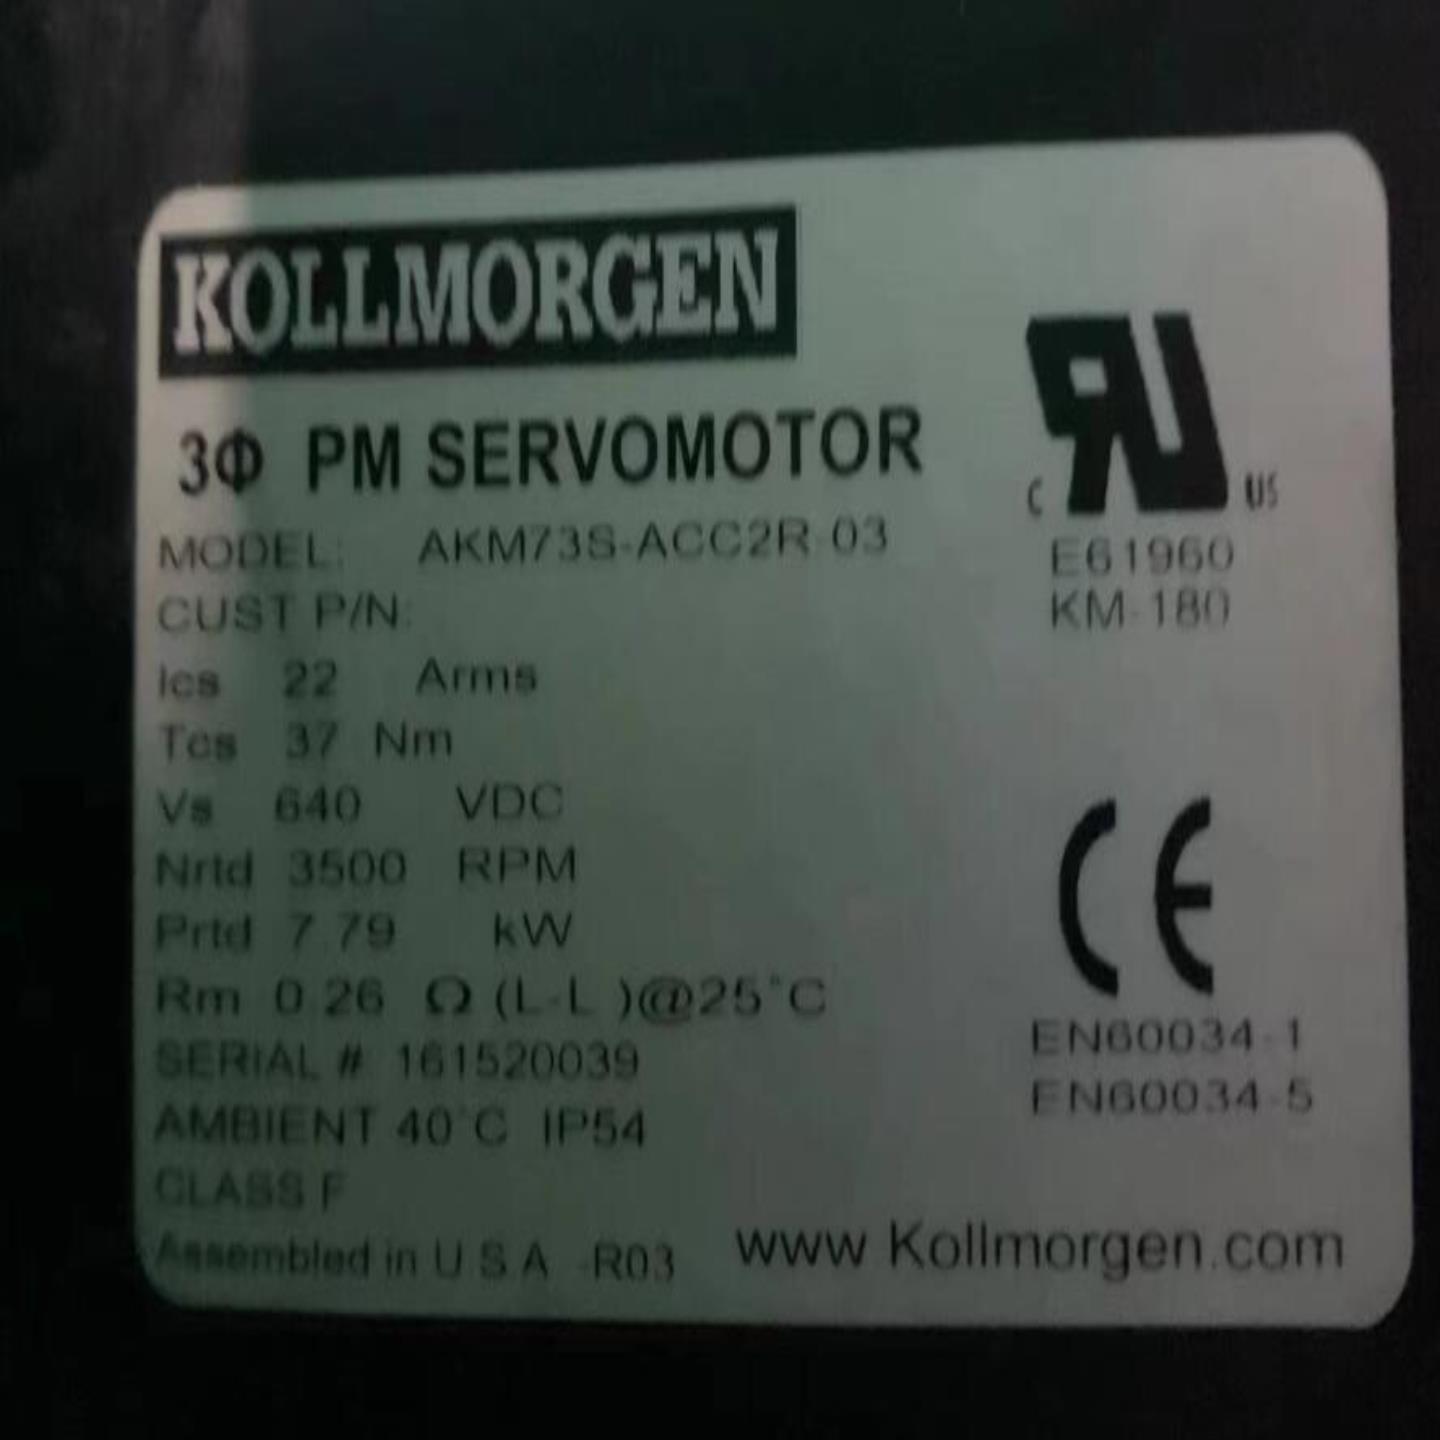 KOLLMORGEN
3Φ PM SERVOMOTOR
MODEL: AKM73S-ACC2R-03
CUST P/N:
Ics 22 Arms
Tcs 37 Nm
Vs 640 VDC
Nrtd 3500 RPM
Prtd 7.79 kW
Rm 0.26 Ω (L-L )@25°C
SERIAL # 161520039
AMBIENT 40°C IP54
CLASS F
Assembled in U.S.A -R03
C RU US
E61960
KM-180
CE
EN60034-1
EN60034-5
www.Kollmorgen.com